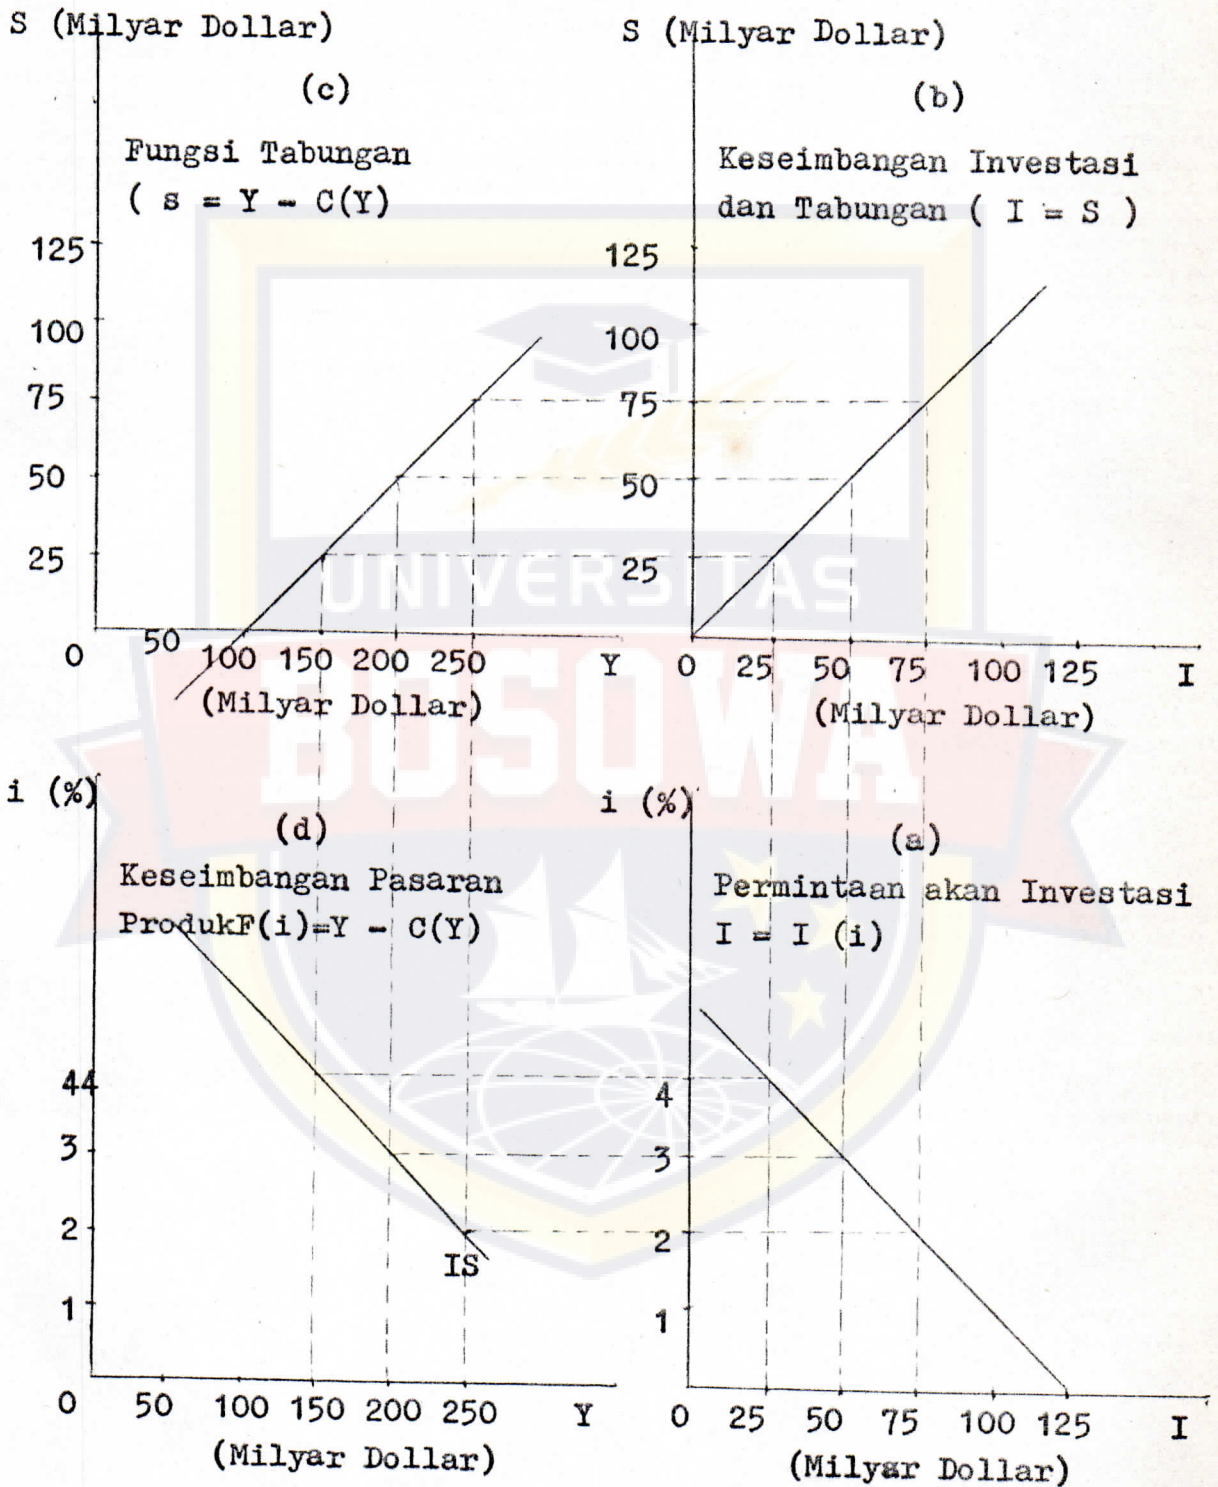 S (Milyar Dollar)
(c)
Fungsi Tabungan
( s = Y - C(Y)
125
100
75
50
25
0
50
100 150 200 250 Y
(Milyar Dollar)
S (Milyar Dollar)
(b)
Keseimbangan Investasi
dan Tabungan ( I = S )
125
100
75
50
25
0 25 50 75 100 125 I
(Milyar Dollar)
UNIVERSITAS
BOSOWA
i (%)
(d)
Keseimbangan Pasaran
ProdukF(i)=Y - C(Y)
44
3
2
1
IS
0 50 100 150 200 250 Y
(Milyar Dollar)
i (%)
(a)
Permintaan akan Investasi
I = I (i)
4
3
2
1
0 25 50 75 100 125 I
(Milyar Dollar)